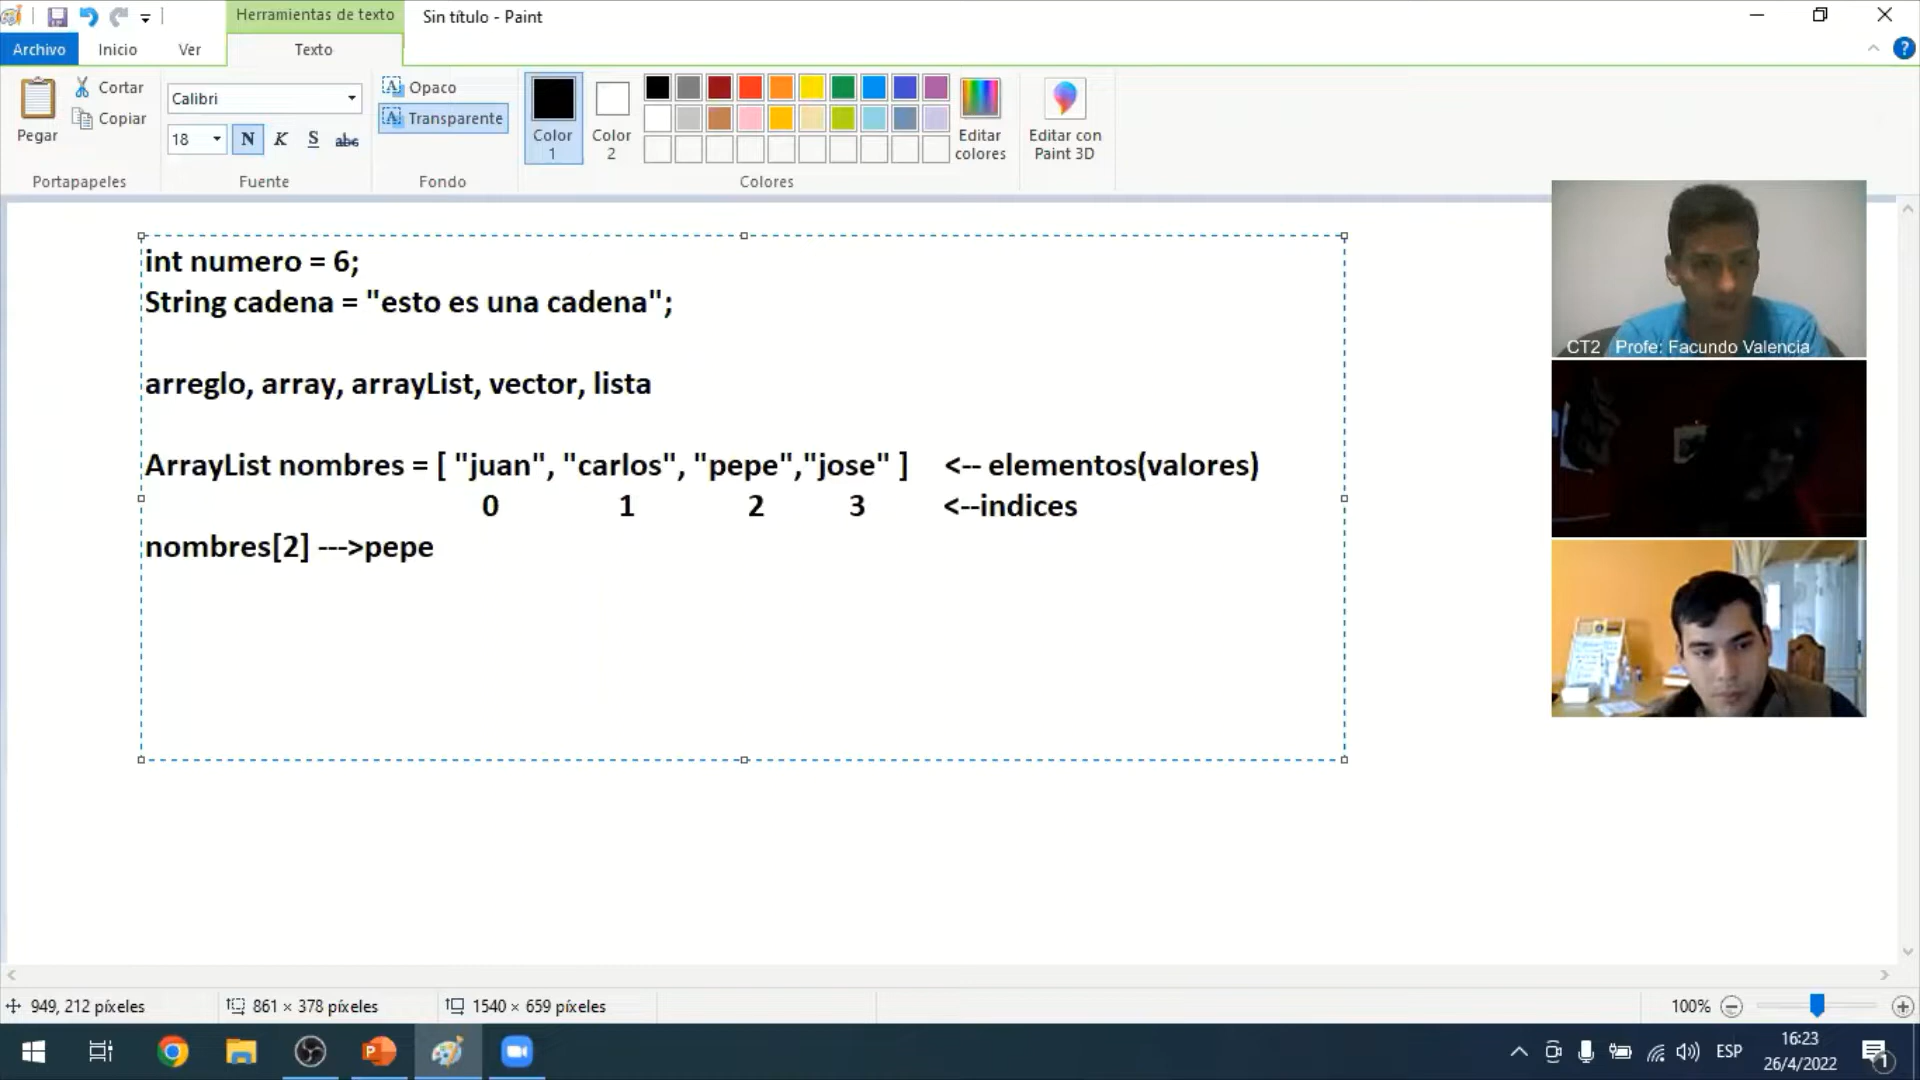 Herramientas de texto
Sin título - Paint
Archivo
Inicio
Ver
Texto
Pegar
Cortar
Copiar
Portapapeles
Calibri
18
N K S abc
Fuente
Opaco
Transparente
Fondo
Color 1
Color 2
Editar colores
Colores
Editar con Paint 3D
int numero = 6;
String cadena = "esto es una cadena";
arreglo, array, arrayList, vector, lista
ArrayList nombres = [ "juan", "carlos", "pepe","jose" ] <-- elementos(valores)
0 1 2 3 <--indices
nombres[2] --->pepe
CT2 Profe: Facundo Valencia
949, 212 píxeles
861 × 378 píxeles
1540 × 659 píxeles
100%
ESP
16:23
26/4/2022
1